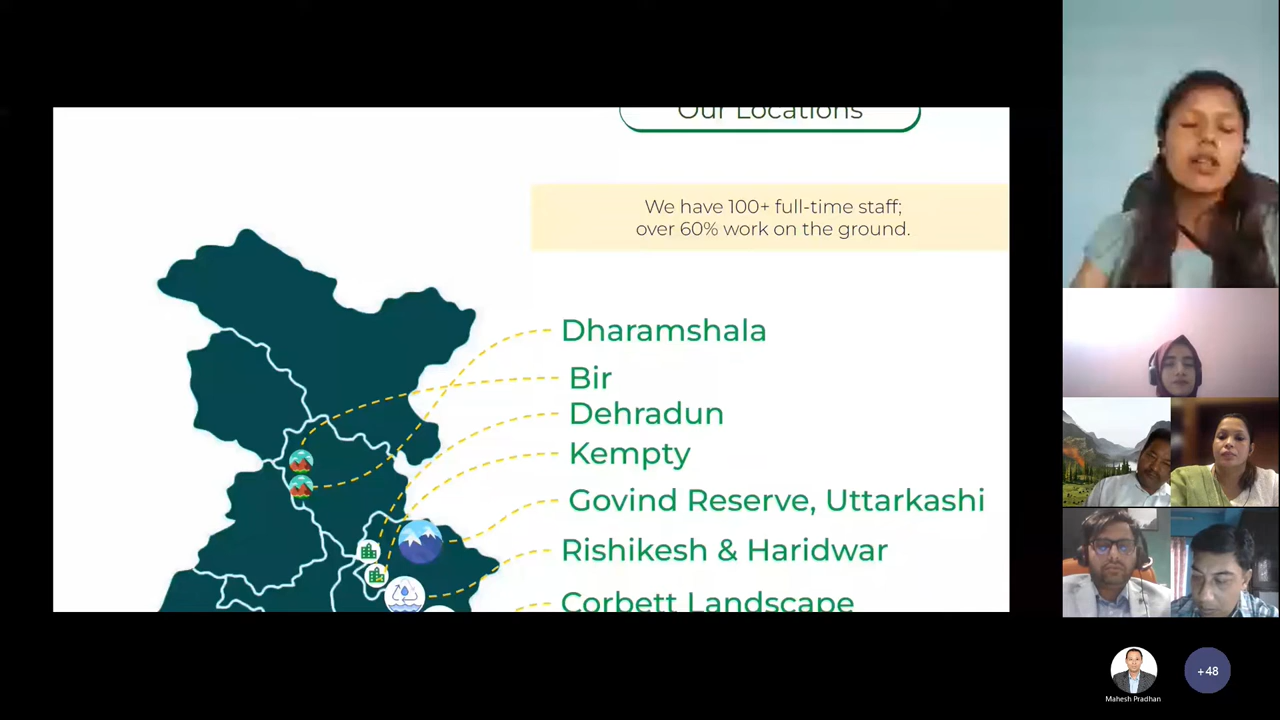 Our Locations
We have 100+ full-time staff;
over 60% work on the ground.
Dharamshala
Bir
Dehradun
Kempty
Govind Reserve, Uttarkashi
Rishikesh & Haridwar
Corbett Landscape
Mahesh Pradhan
+48